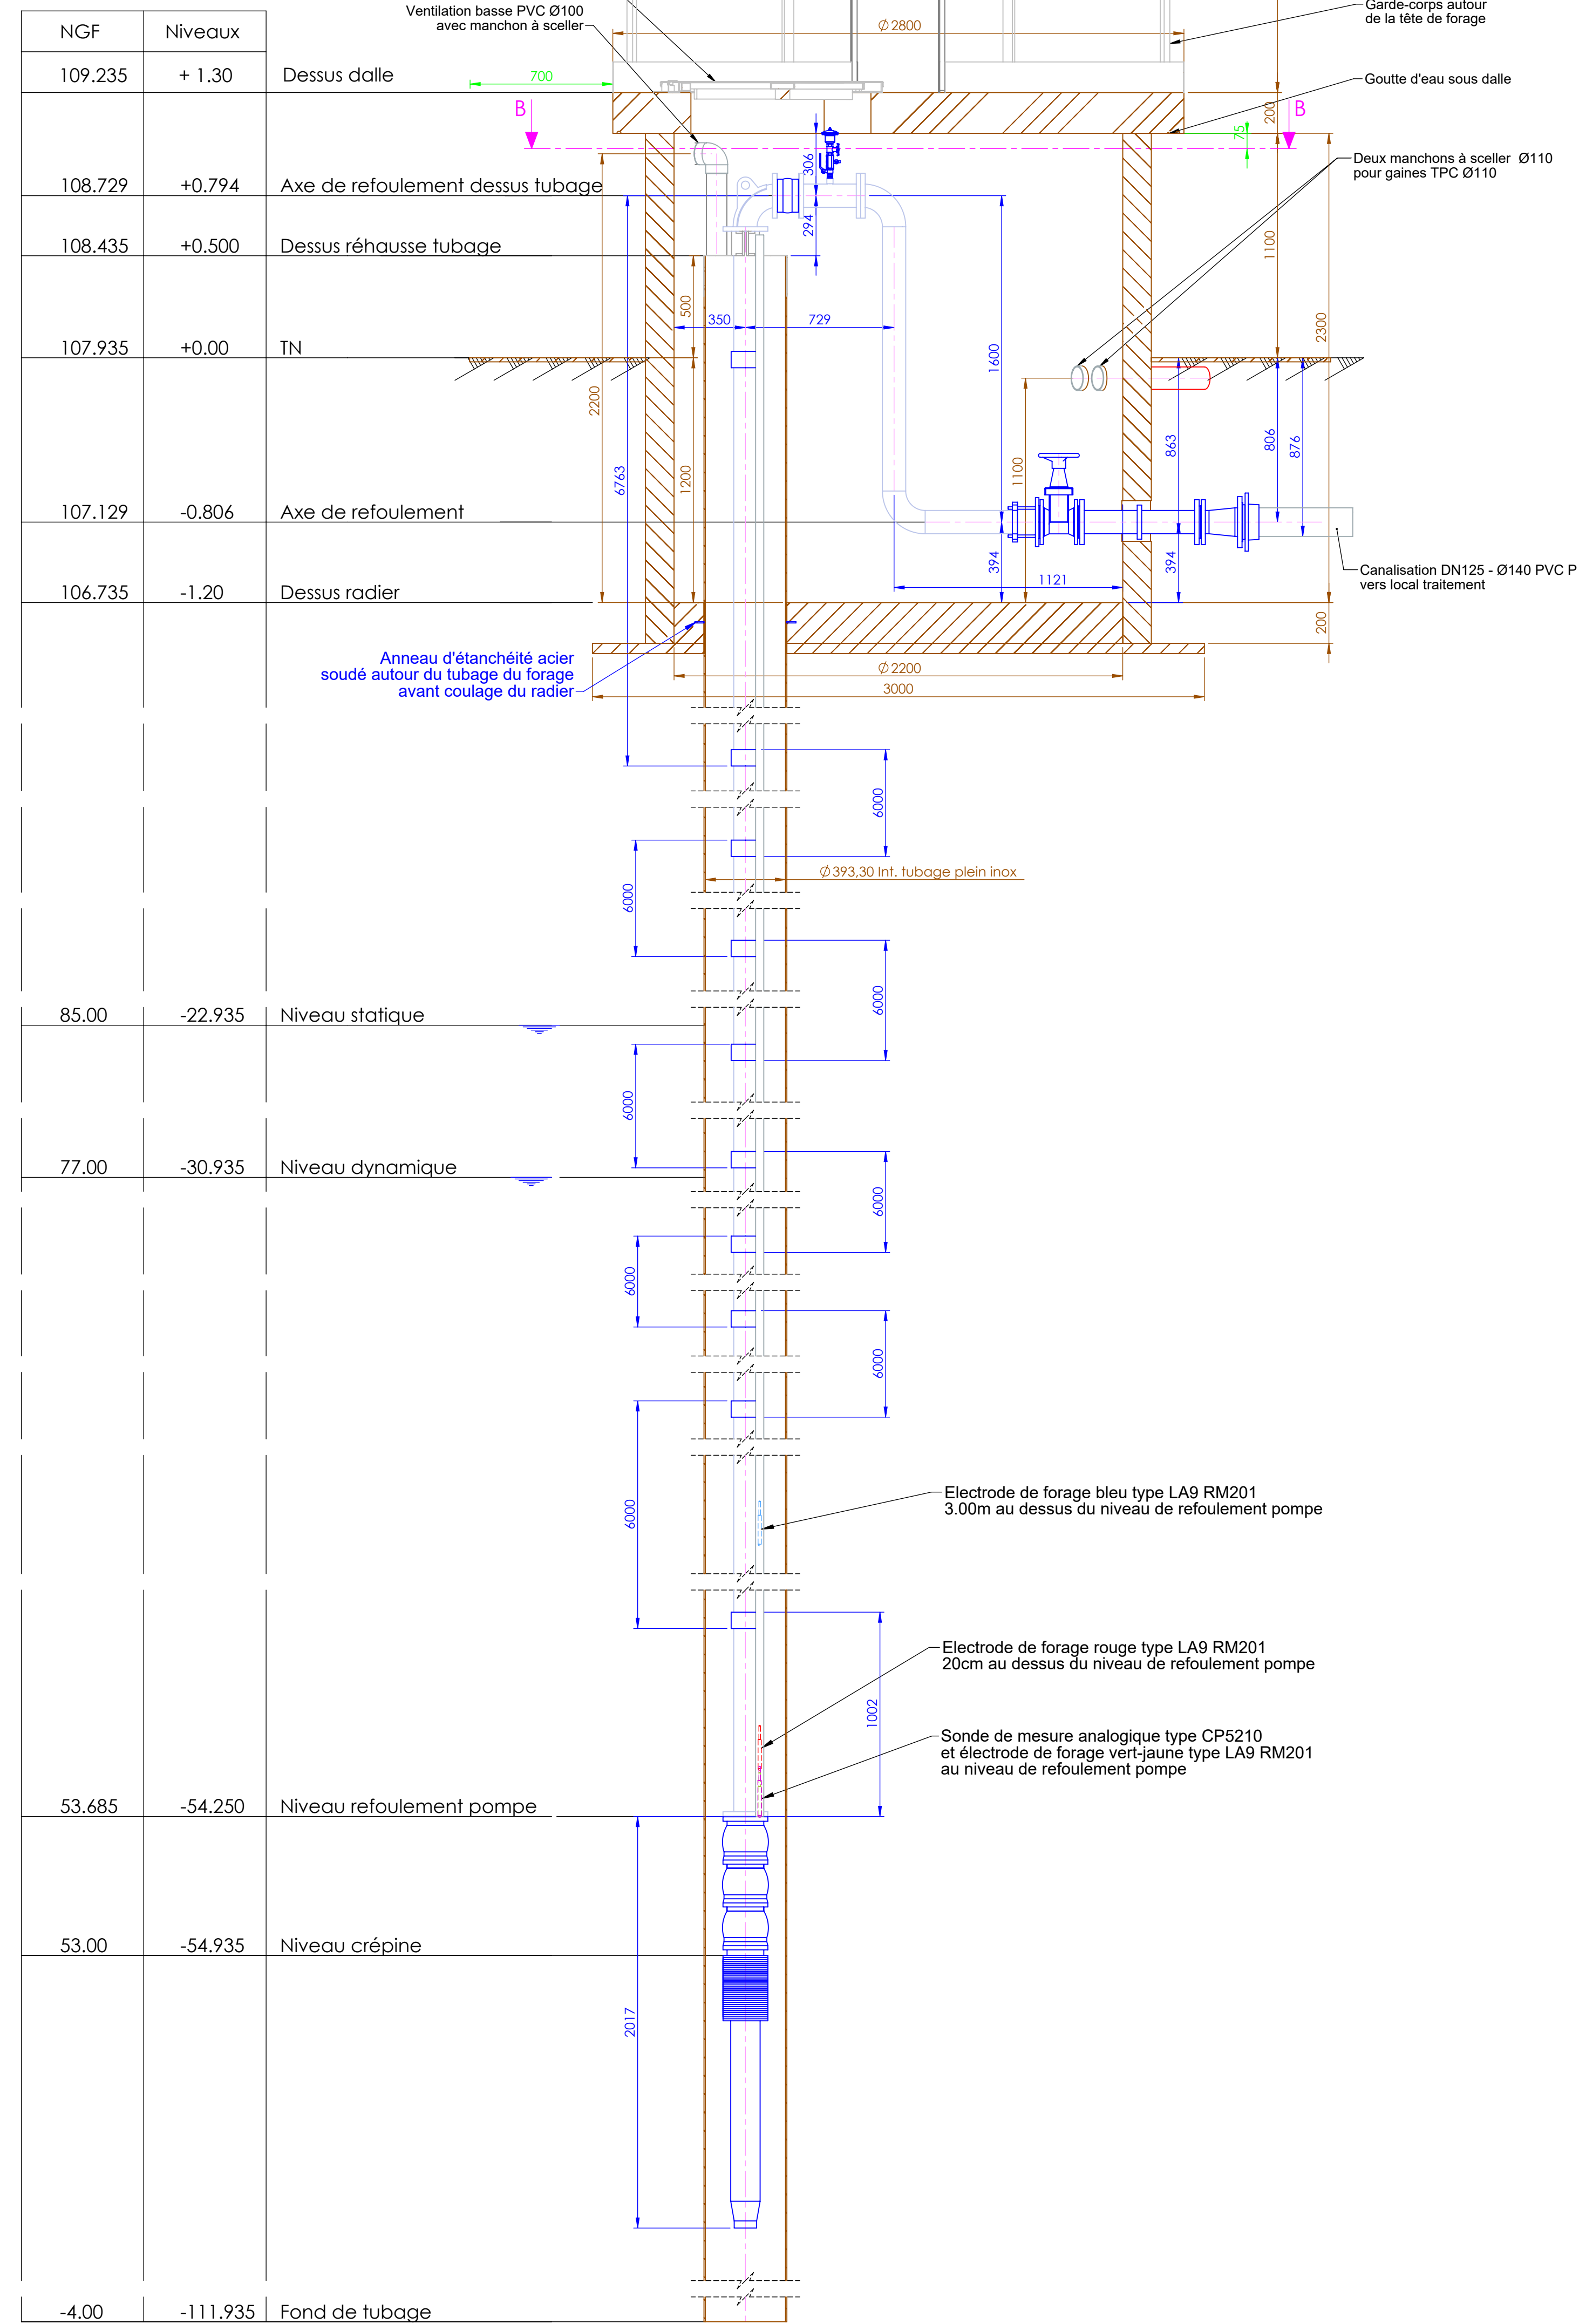 NGF Niveaux
109.235 + 1.30 Dessus dalle
108.729 +0.794 Axe de refoulement dessus tubage
108.435 +0.500 Dessus réhausse tubage
107.935 +0.00 TN
107.129 -0.806 Axe de refoulement
106.735 -1.20 Dessus radier
85.00 -22.935 Niveau statique
77.00 -30.935 Niveau dynamique
53.685 -54.250 Niveau refoulement pompe
53.00 -54.935 Niveau crépine
-4.00 -111.935 Fond de tubage
Ventilation basse PVC Ø100
avec manchon à sceller
Garde-corps autour
de la tête de forage
Ø2800
700
Goutte d'eau sous dalle
B
B
200
75
306
Deux manchons à sceller Ø110
pour gaines TPC Ø110
294
1100
500
350
729
1600
2300
2200
6763
1200
1100
863
806
876
394
1121
394
Canalisation DN125 - Ø140 PVC P
vers local traitement
200
Anneau d'étanchéité acier
soudé autour du tubage du forage
avant coulage du radier
Ø2200
3000
6000
6000
Ø393,30 Int. tubage plein inox
6000
6000
6000
6000
6000
6000
Electrode de forage bleu type LA9 RM201
3.00m au dessus du niveau de refoulement pompe
Electrode de forage rouge type LA9 RM201
20cm au dessus du niveau de refoulement pompe
1002
Sonde de mesure analogique type CP5210
et électrode de forage vert-jaune type LA9 RM201
au niveau de refoulement pompe
2017